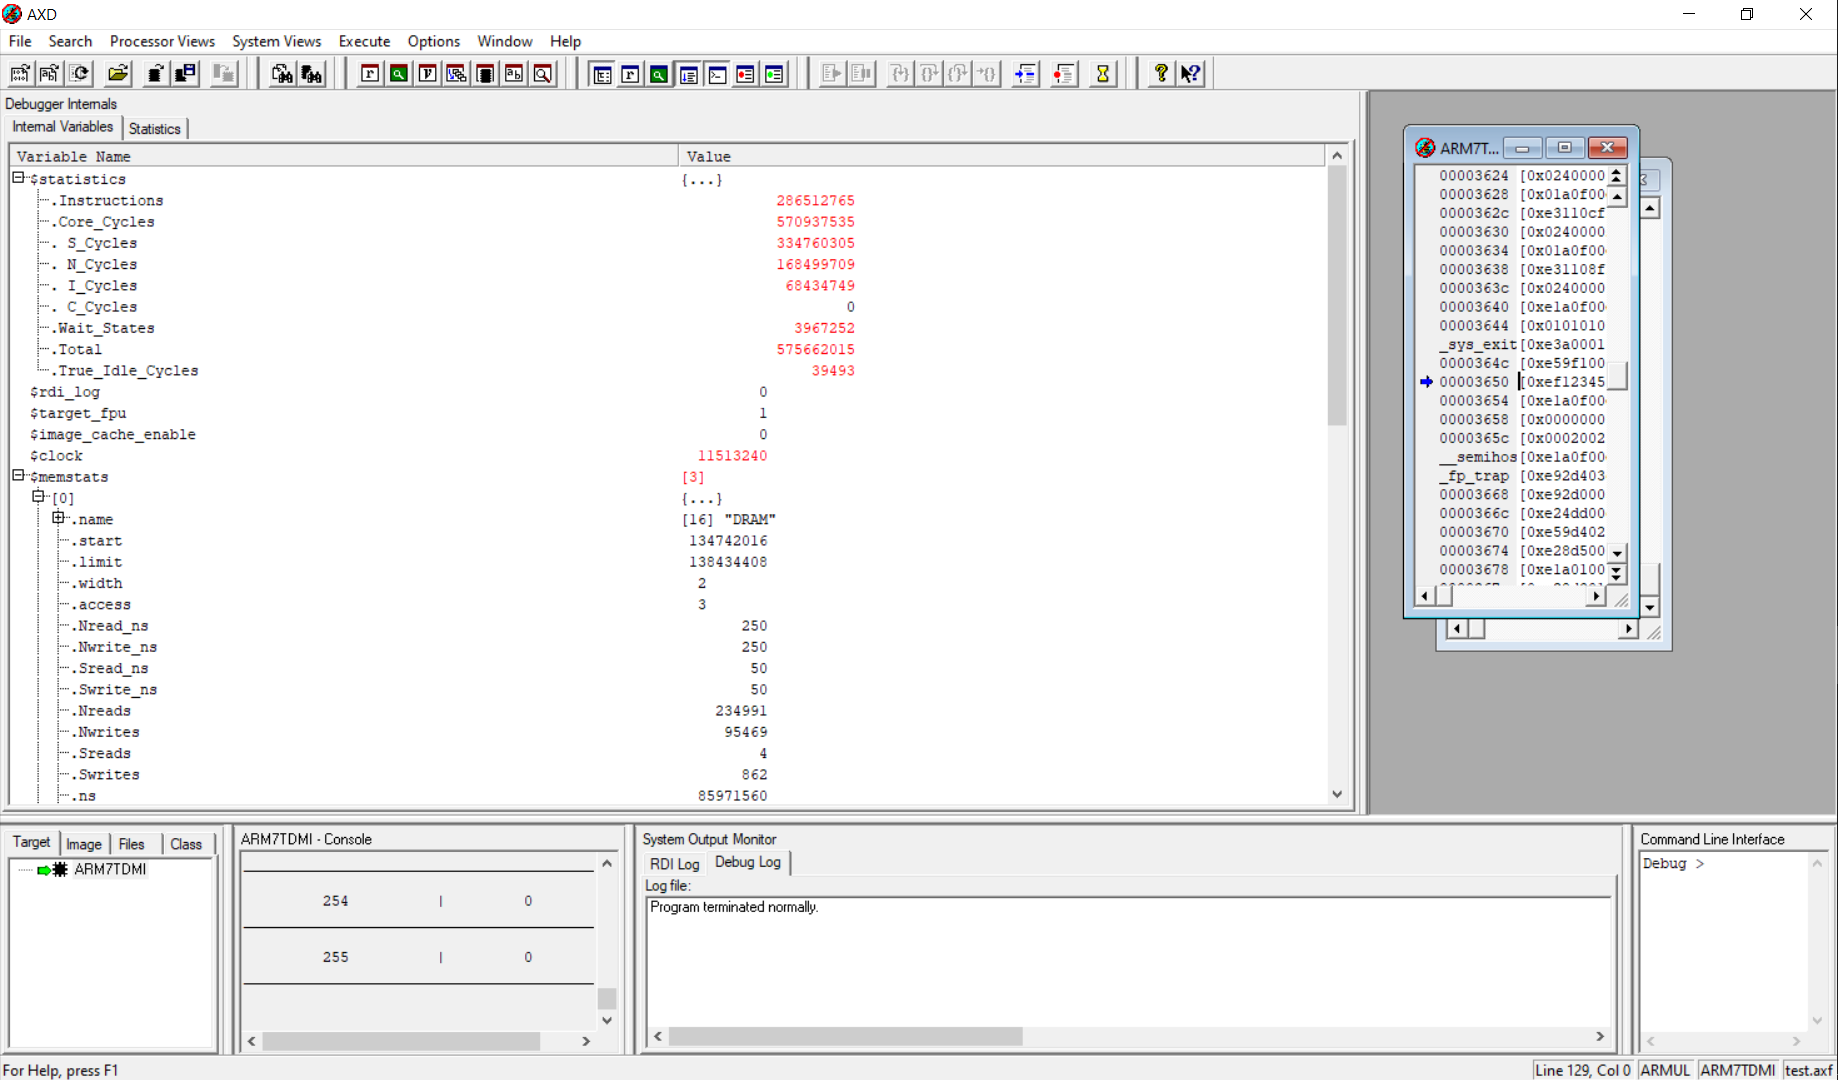 AXD
File Search Processor Views System Views Execute Options Window Help
Debugger Internals
Internal Variables Statistics
Variable Name Value
$statistics {...}
.Instructions 286512765
.Core_Cycles 570937535
. S_Cycles 334760305
. N_Cycles 168499709
. I_Cycles 68434749
. C_Cycles 0
.Wait_States 3967252
.Total 575662015
.True_Idle_Cycles 39493
$rdi_log 0
$target_fpu 1
$image_cache_enable 0
$clock 11513240
$memstats [3]
[0] {...}
.name [16] "DRAM"
.start 134742016
.limit 138434408
.width 2
.access 3
.Nread_ns 250
.Nwrite_ns 250
.Sread_ns 50
.Swrite_ns 50
.Nreads 234991
.Nwrites 95469
.Sreads 4
.Swrites 862
.ns 85971560
ARM7T...
00003624 [0x0240000
00003628 [0x01a0f00
0000362c [0xe3110cf
00003630 [0x0240000
00003634 [0x01a0f00
00003638 [0xe31108f
0000363c [0x0240000
00003640 [0xe1a0f00
00003644 [0x0101010
_sys_exit [0xe3a0001
0000364c [0xe59f100
00003650 [0xef12345
00003654 [0xe1a0f00
00003658 [0x0000000
0000365c [0x0002002
__semihos [0xe1a0f00
_fp_trap [0xe92d403
00003668 [0xe92d000
0000366c [0xe24dd00
00003670 [0xe59d402
00003674 [0xe28d500
00003678 [0xe1a0100
Target Image Files Class
ARM7TDMI
ARM7TDMI - Console
254 | 0
255 | 0
System Output Monitor
RDI Log Debug Log
Log file:
Program terminated normally.
Command Line Interface
Debug >
For Help, press F1
Line 129, Col 0 ARMUL ARM7TDMI test.axf